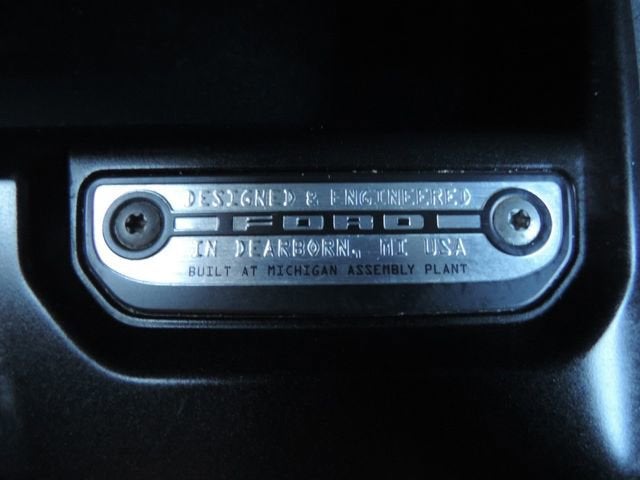 DESIGNED & ENGINEERED
FORD
IN DEARBORN, MI USA
BUILT AT MICHIGAN ASSEMBLY PLANT